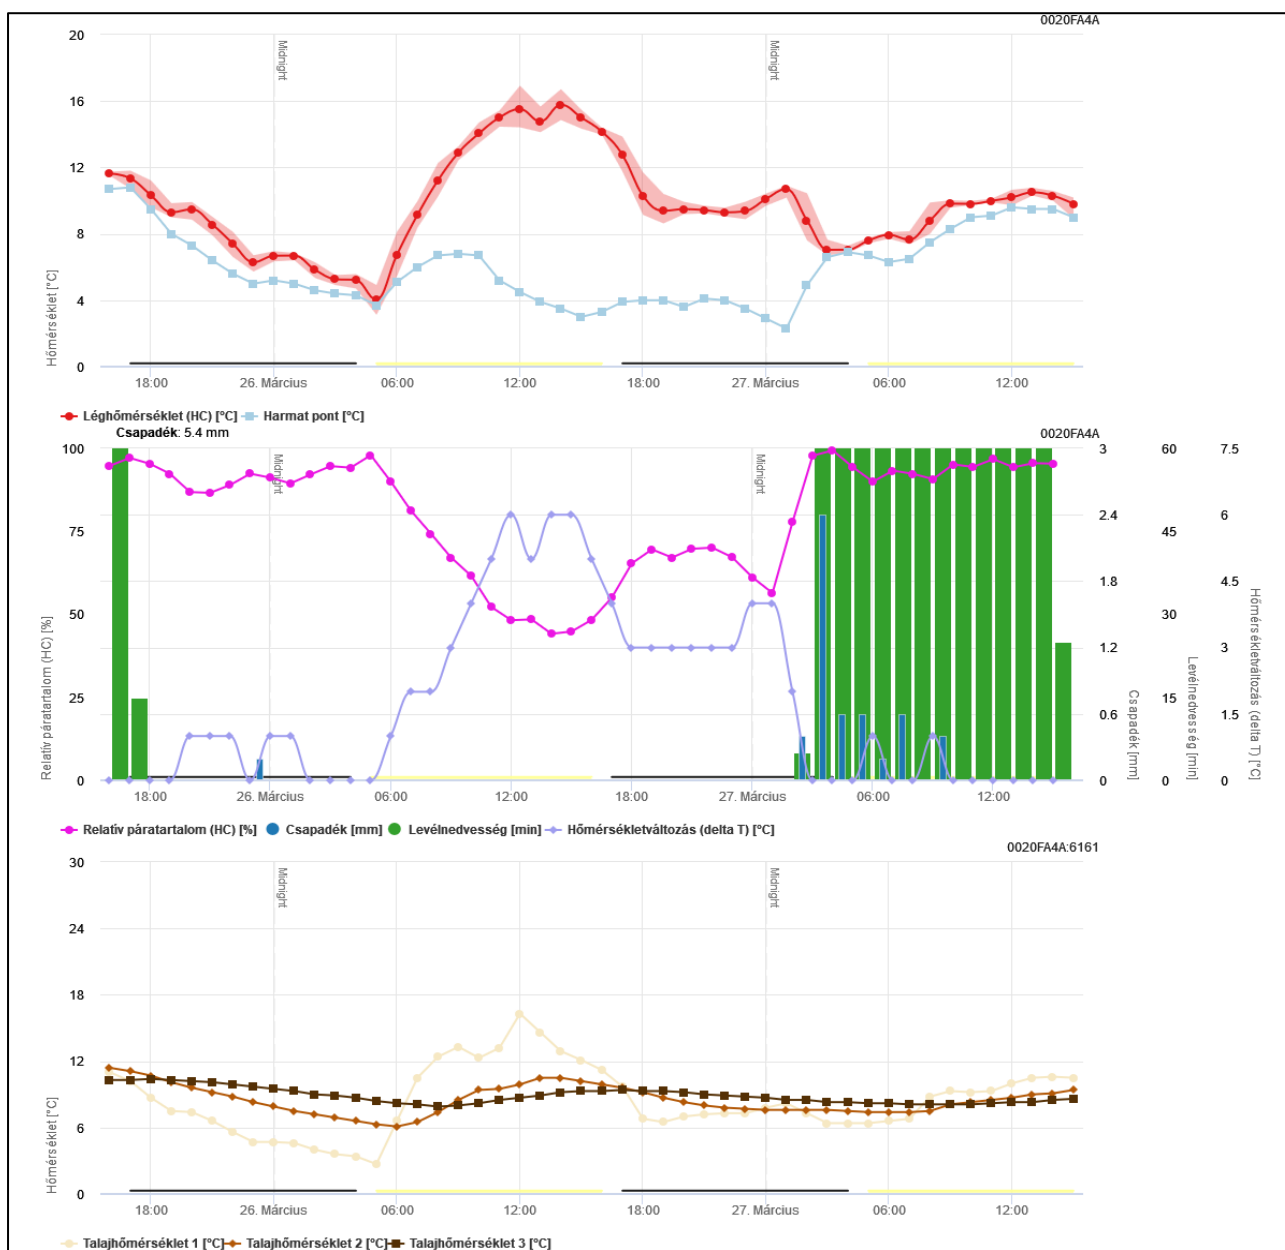 0020FA4A
20
16
12
8
4
0
Hőmérséklet [°C]
Midnight
Midnight
18:00 26. Március 06:00 12:00 18:00 27. Március 06:00 12:00
Léghőmérséklet (HC) [°C] Harmat pont [°C]
Csapadék: 5.4 mm
0020FA4A
100
75
50
25
0
Relatív páratartalom (HC) [%]
Midnight
Midnight
3
2.4
1.8
1.2
0.6
0
Csapadék [mm]
60
45
30
15
0
Levélnedvesség [min]
7.5
6
4.5
3
1.5
0
Hőmérsékletváltozás (delta T) [°C]
18:00 26. Március 06:00 12:00 18:00 27. Március 06:00 12:00
Relatív páratartalom (HC) [%] Csapadék [mm] Levélnedvesség [min] Hőmérsékletváltozás (delta T) [°C]
0020FA4A:6161
30
24
18
12
6
0
Hőmérséklet [°C]
Midnight
Midnight
18:00 26. Március 06:00 12:00 18:00 27. Március 06:00 12:00
Talajhőmérséklet 1 [°C] Talajhőmérséklet 2 [°C] Talajhőmérséklet 3 [°C]